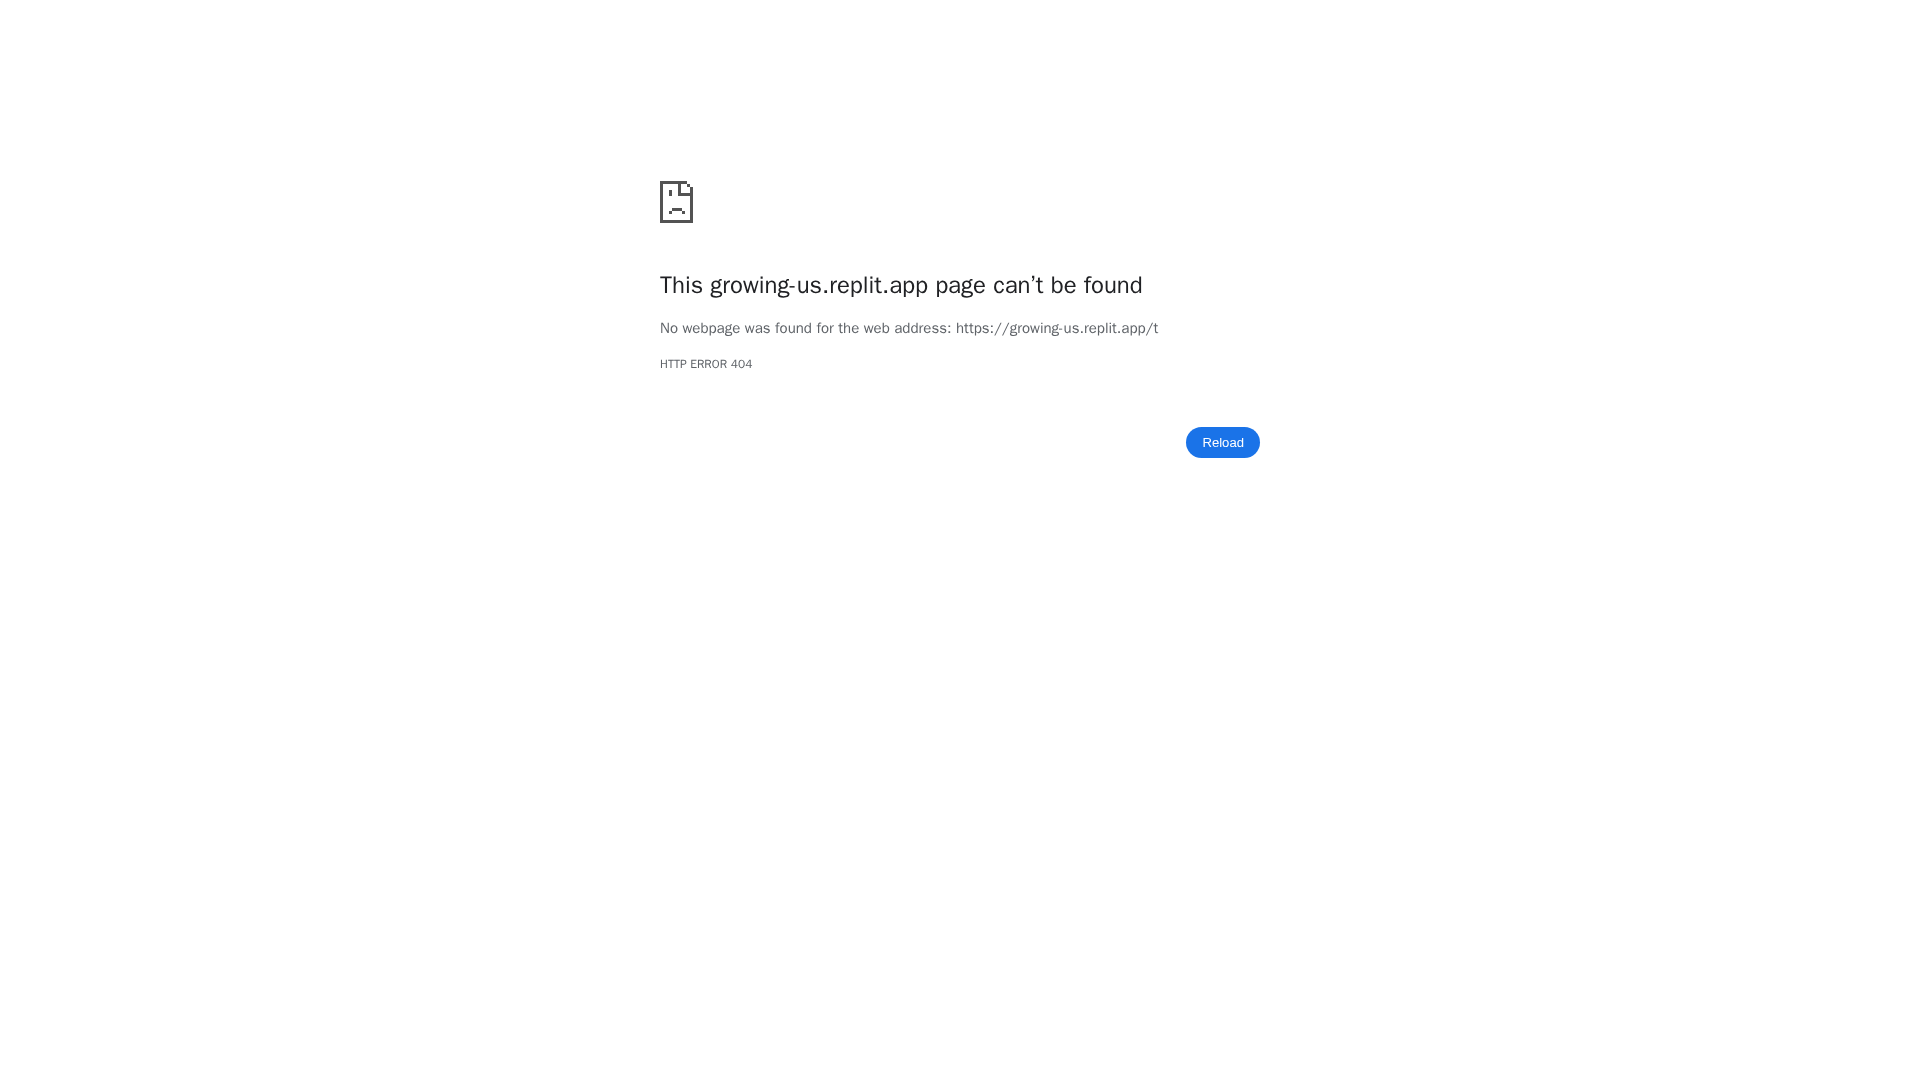 This growing-us.replit.app page can’t be found
No webpage was found for the web address: https://growing-us.replit.app/t
HTTP ERROR 404
Reload